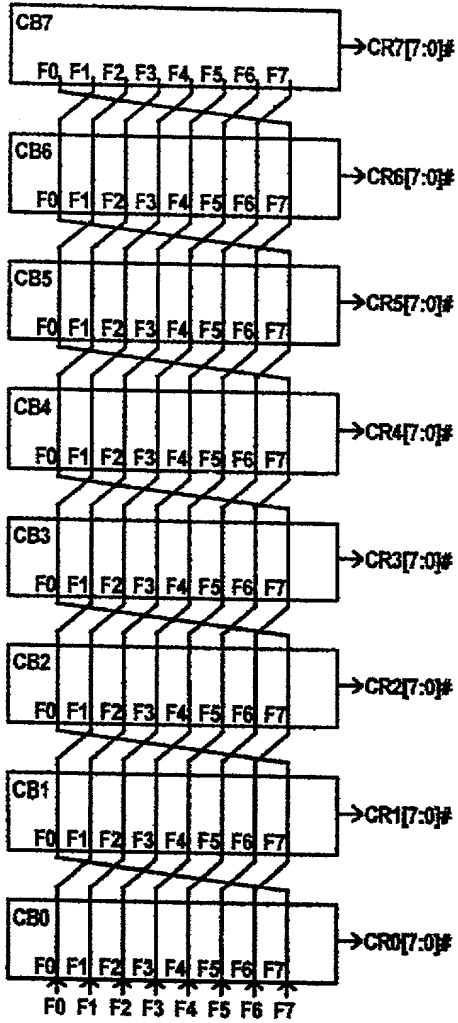 CB7
F0 F1 F2 F3 F4 F5 F6 F7
CR7[7:0]#
CB6
F0 F1 F2 F3 F4 F5 F6 F7
CR6[7:0]#
CB5
F0 F1 F2 F3 F4 F5 F6 F7
CR5[7:0]#
CB4
F0 F1 F2 F3 F4 F5 F6 F7
CR4[7:0]#
CB3
F0 F1 F2 F3 F4 F5 F6 F7
CR3[7:0]#
CB2
F0 F1 F2 F3 F4 F5 F6 F7
CR2[7:0]#
CB1
F0 F1 F2 F3 F4 F5 F6 F7
CR1[7:0]#
CB0
F0 F1 F2 F3 F4 F5 F6 F7
CR0[7:0]#
F0 F1 F2 F3 F4 F5 F6 F7